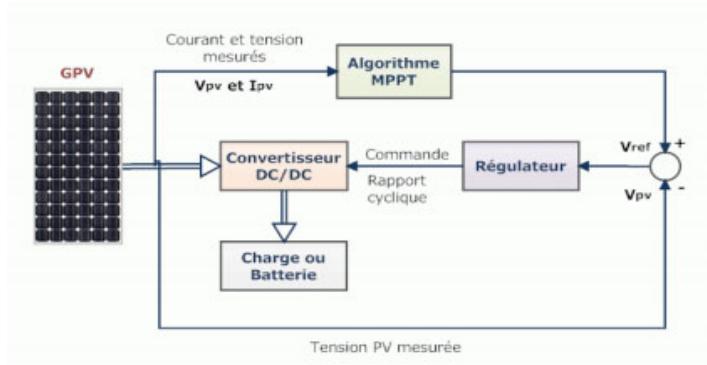 Courant et tension
mesurés
Vpv et Ipv
Algorithme
MPPT
GPV
Vref
+
Convertisseur
DC/DC
Commande
Rapport
cyclique
Régulateur
Vpv
-
Charge ou
Batterie
Tension PV mesurée